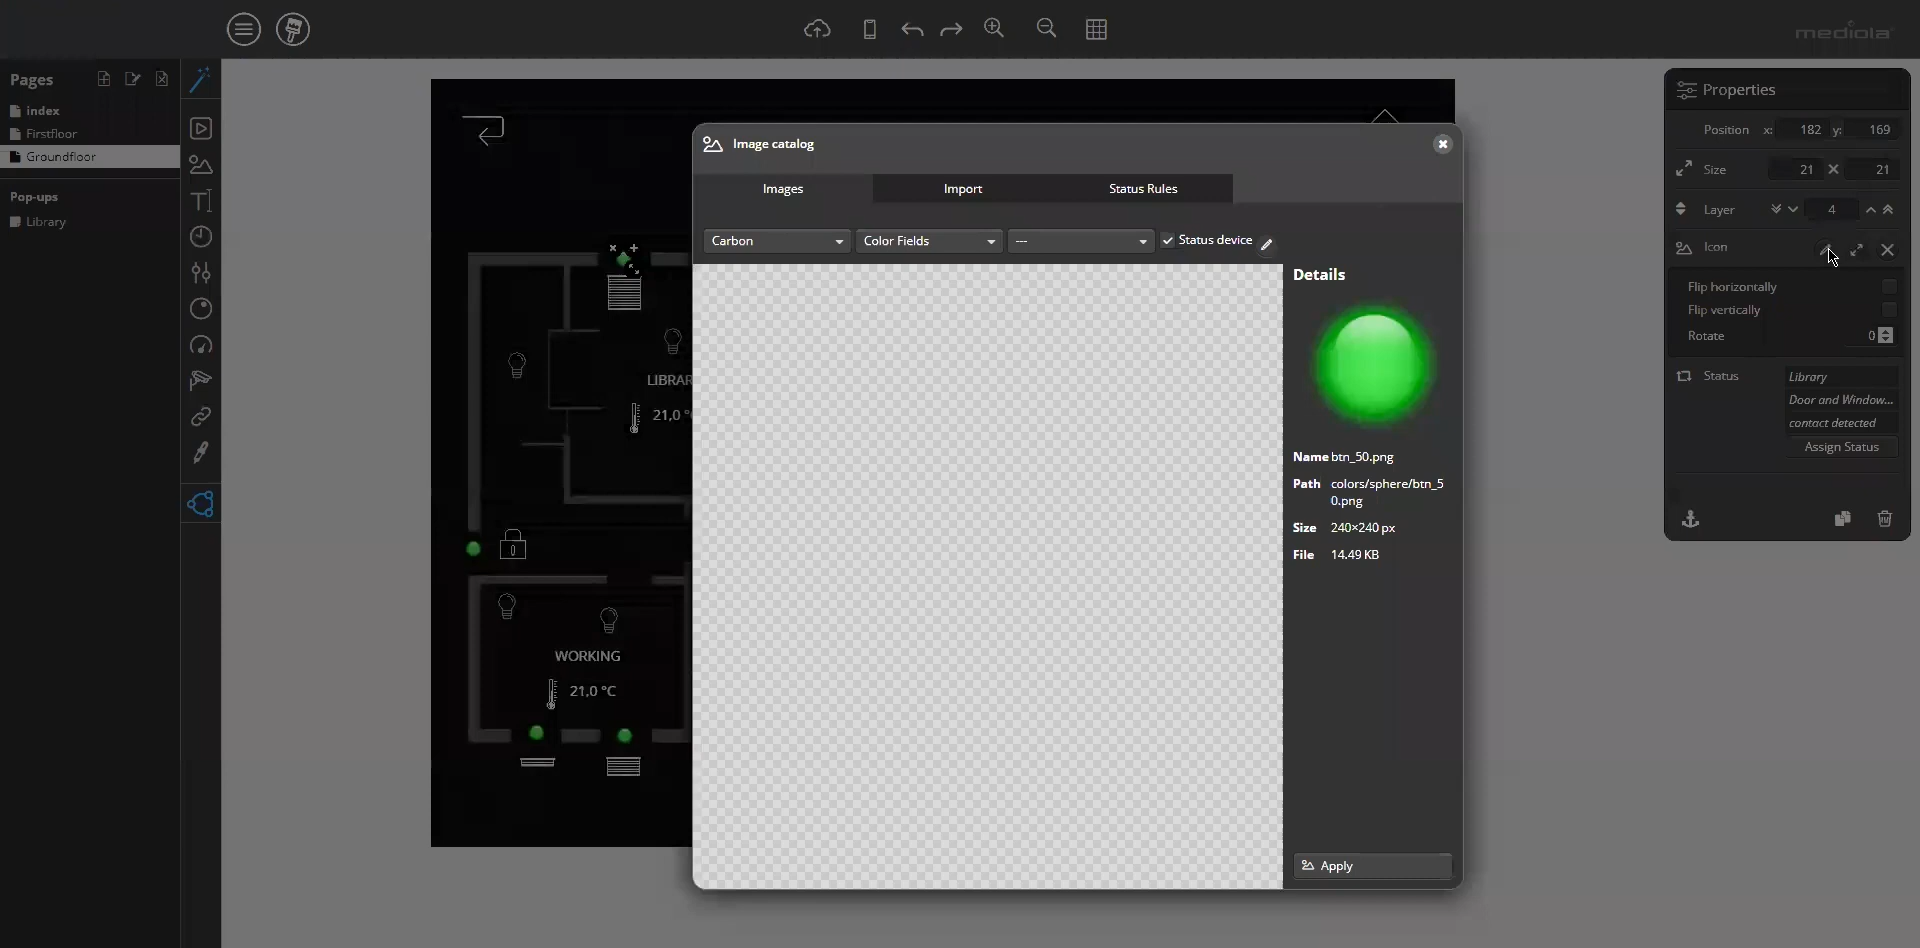 mediola
Pages
index
Firstfloor
Groundfloor
Pop-ups
Library
Image catalog
Images
Import
Status Rules
Carbon
Color Fields
---
Status device
Details
Name btn_50.png
Path colors/sphere/btn_5
0.png
Size 240×240 px
File 14.49 KB
Apply
LIBRAR
21,0 °
WORKING
21,0 °C
Properties
Position x: 182 y: 169
Size 21 21
Layer 4
Icon
Flip horizontally
Flip vertically
Rotate 0
Status Library
Door and Window...
contact detected
Assign Status